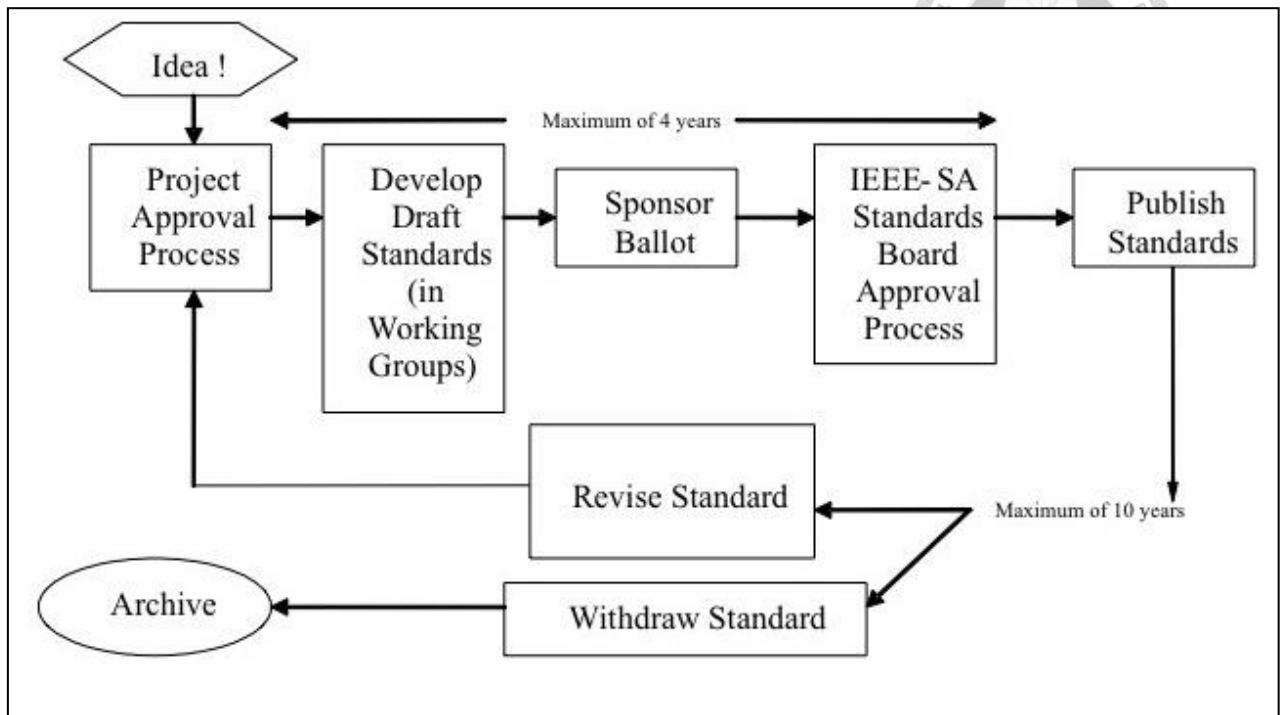 Idea !
Maximum of 4 years
Project
Approval
Process
Develop
Draft
Standards
(in
Working
Groups)
Sponsor
Ballot
IEEE- SA
Standards
Board
Approval
Process
Publish
Standards
Revise Standard
Maximum of 10 years
Archive
Withdraw Standard